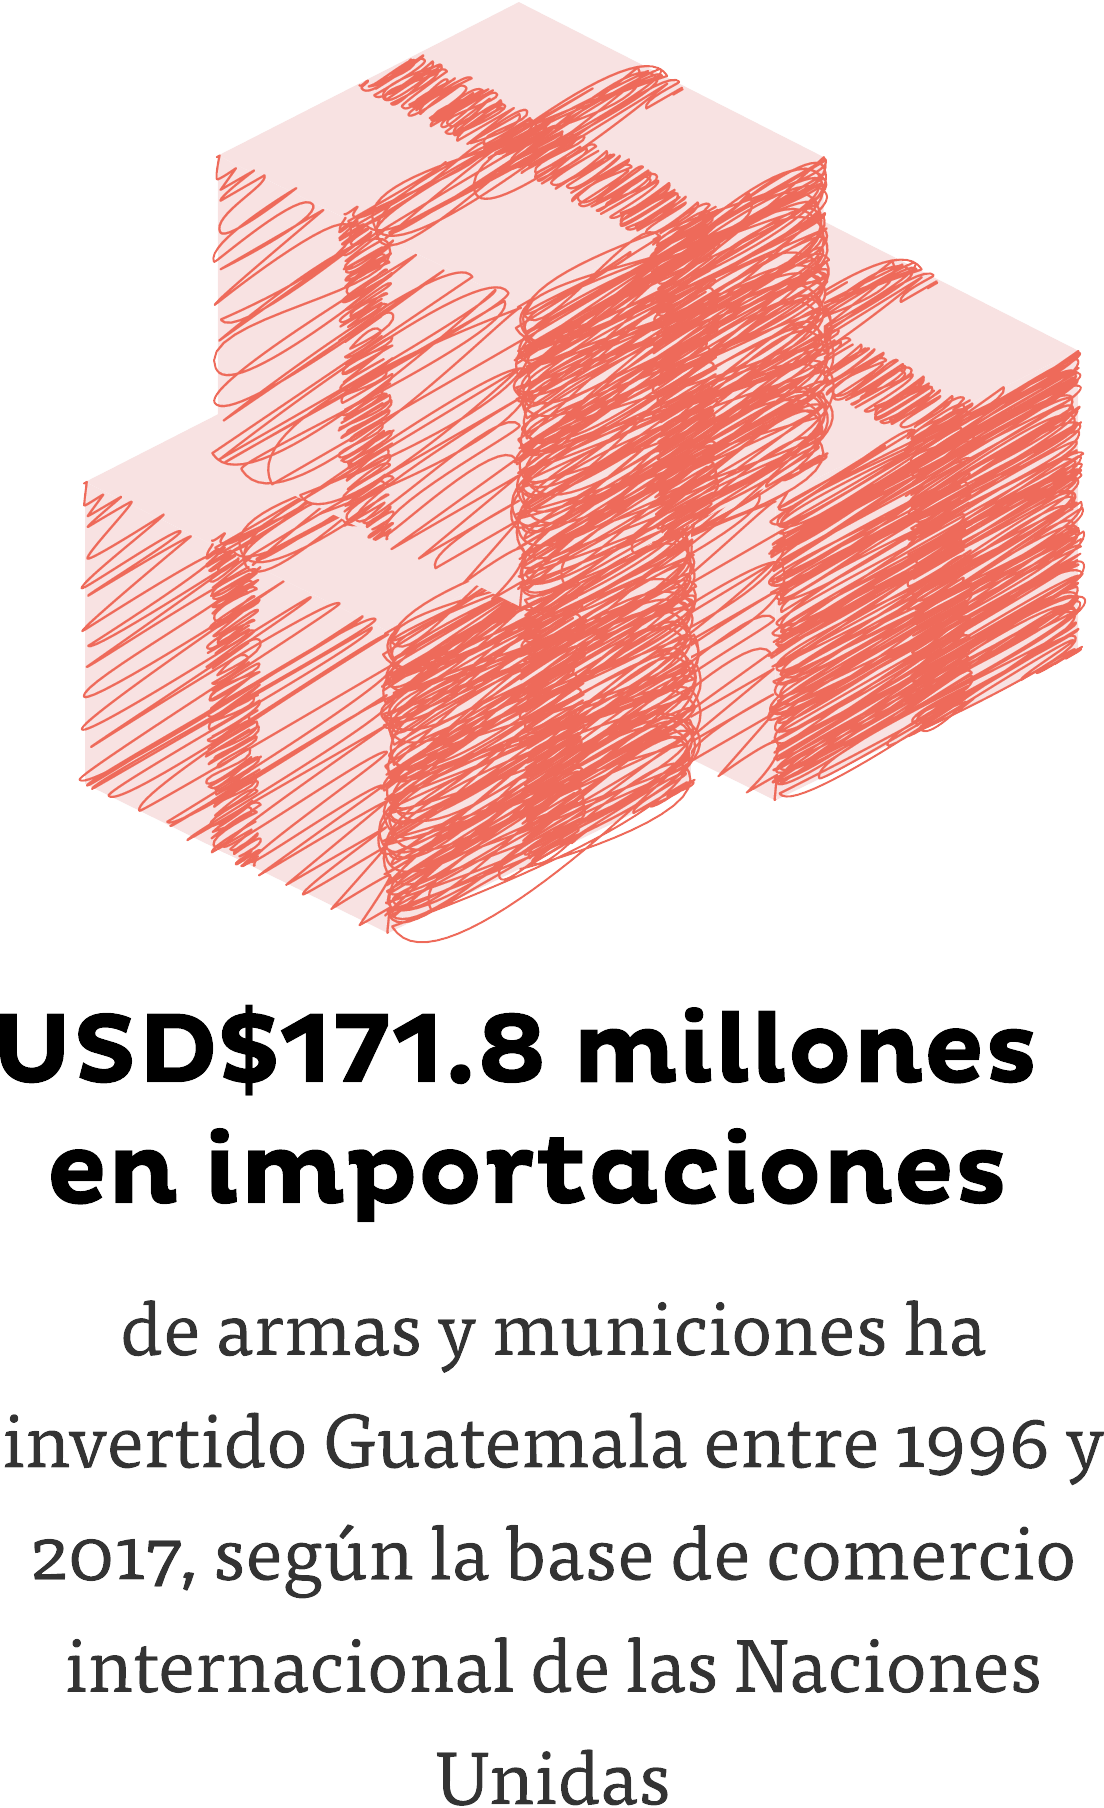 USD$171.8 millones
en importaciones
de armas y municiones ha
invertido Guatemala entre 1996 y
2017, según la base de comercio
internacional de las Naciones
Unidas